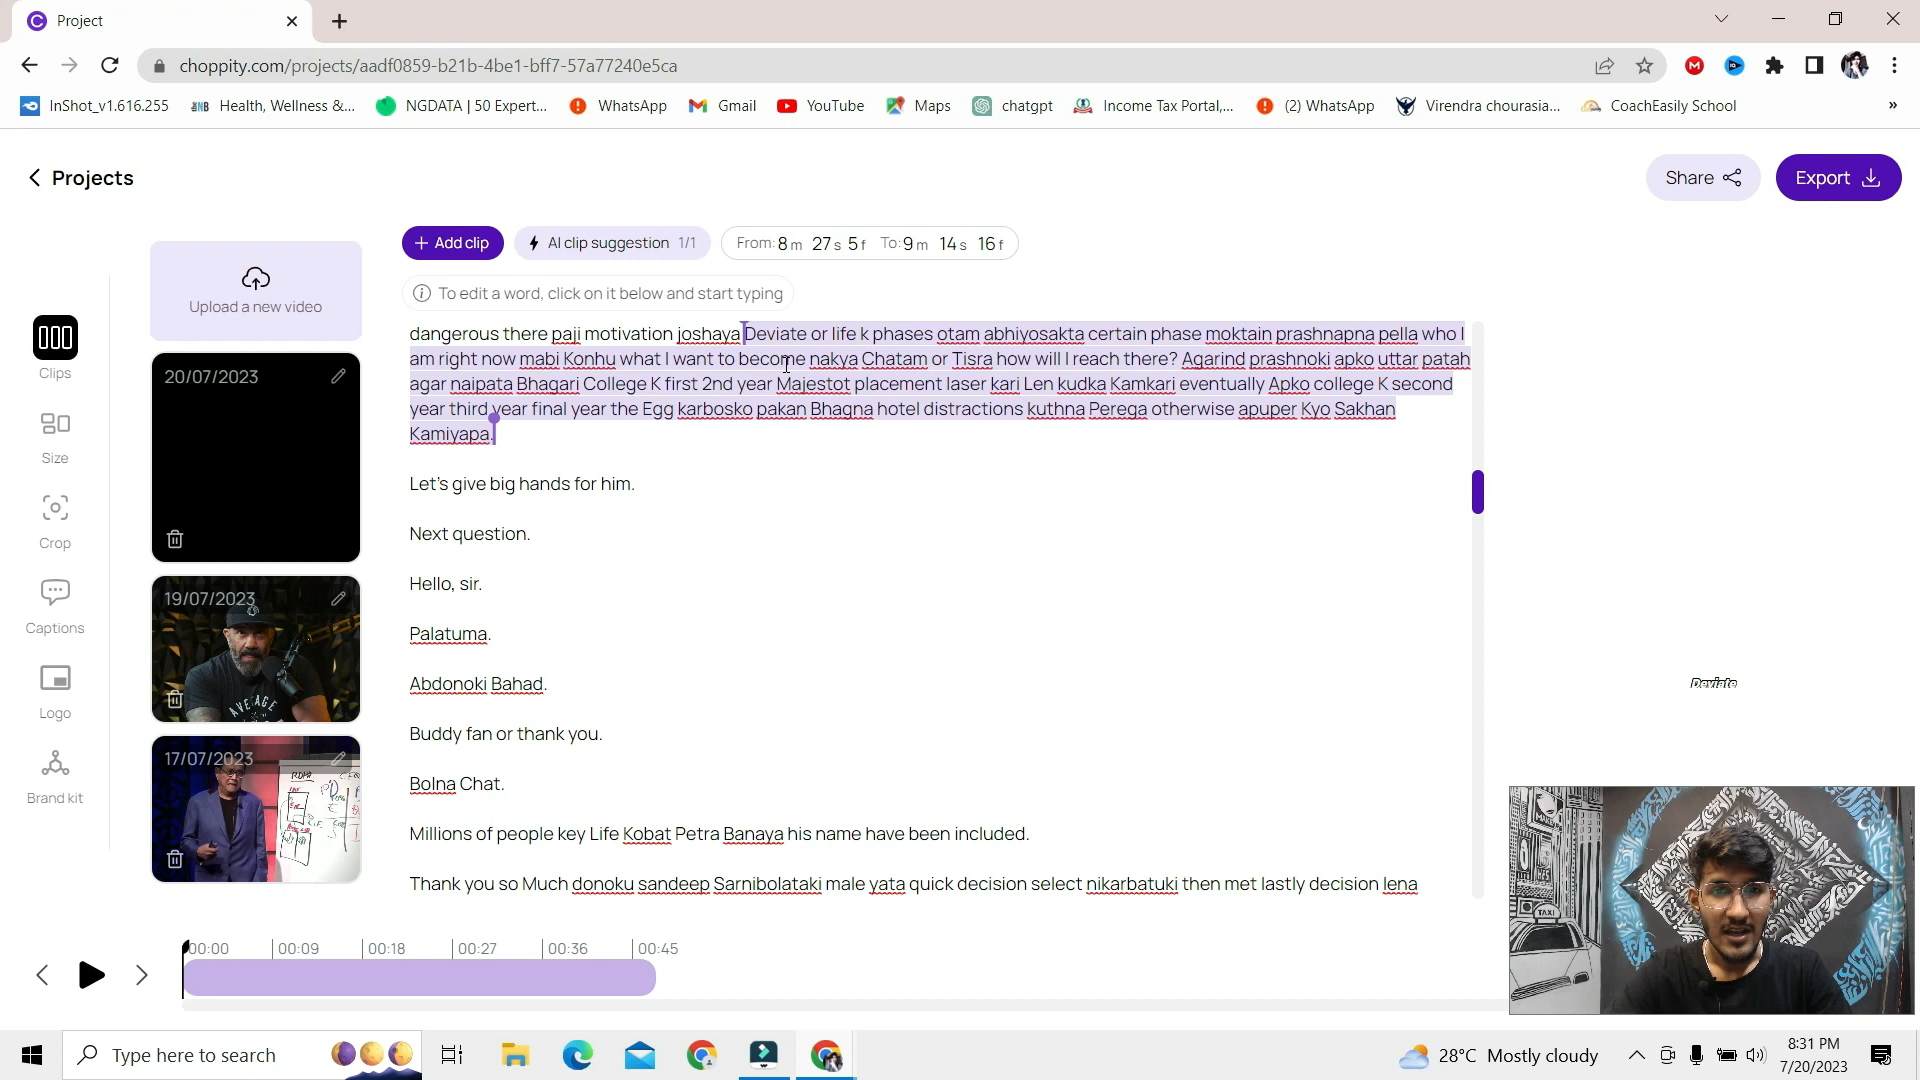 Project
choppity.com/projects/aadf0859-b21b-4be1-bff7-57a77240e5ca
InShot_v1.616.255
Health, Wellness &...
NGDATA | 50 Expert...
WhatsApp
Gmail
YouTube
Maps
chatgpt
Income Tax Portal,...
(2) WhatsApp
Virendra chourasia...
CoachEasily School
»
Projects
Share
Export
Add clip
AI clip suggestion 1/1
From: 8m 27s 5f To: 9m 14s 16f
Upload a new video
To edit a word, click on it below and start typing
Clips
Size
Crop
Captions
Logo
Brand kit
20/07/2023
19/07/2023
AVERAGE
17/07/2023
dangerous there paji motivation joshaya Deviate or life k phases otam abhiyosakta certain phase moktain prashnapna pella who I
am right now mabi Konhu what I want to become nakya Chatam or Tisra how will I reach there? Agarind prashnoki apko uttar patah
agar naipata Bhagari College K first 2nd year Majestot placement laser kari Len kudka Kamkari eventually Apko college K second
year third year final year the Egg karbosko pakan Bhagna hotel distractions kuthna Perega otherwise apuper Kyo Sakhan
Kamiyapa.
Let's give big hands for him.
Next question.
Hello, sir.
Palatuma.
Abdonoki Bahad.
Buddy fan or thank you.
Bolna Chat.
Millions of people key Life Kobat Petra Banaya his name have been included.
Thank you so Much donoku sandeep Sarnibolataki male yata quick decision select nikarbatuki then met lastly decision lena
Deviate
TAXI
00:00
00:09
00:18
00:27
00:36
00:45
Type here to search
28°C Mostly cloudy
8:31 PM
7/20/2023